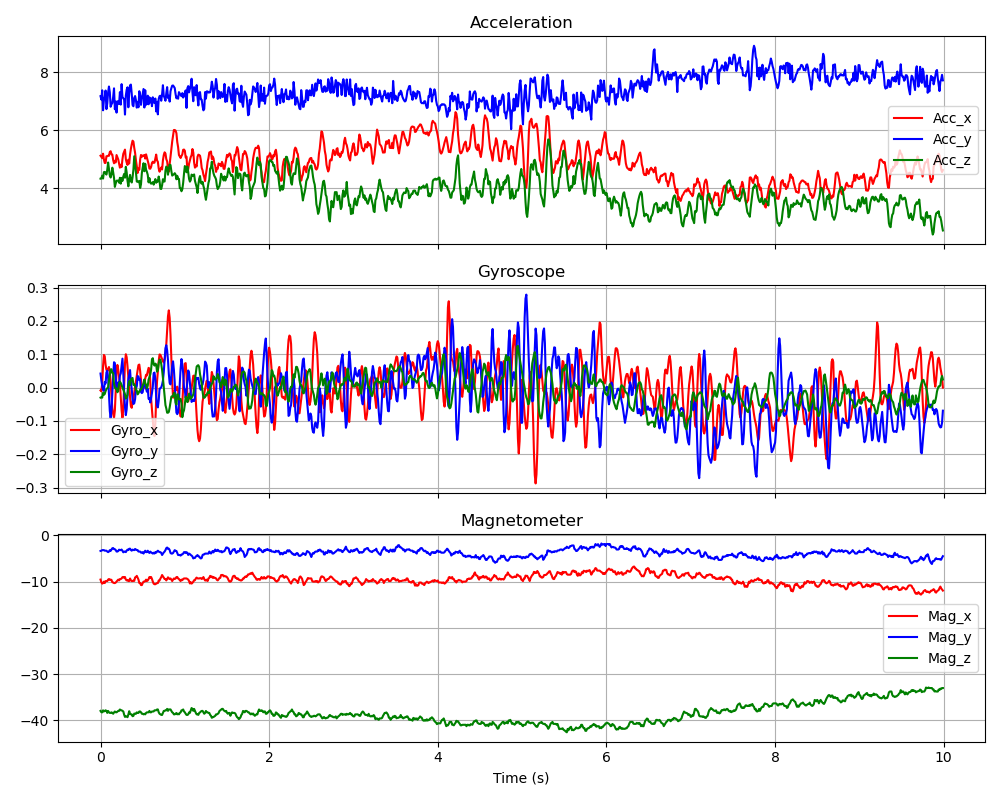 Acceleration
8
6
4
Acc_x
Acc_y
Acc_z
Gyroscope
0.3
0.2
0.1
0.0
−0.1
−0.2
−0.3
Gyro_x
Gyro_y
Gyro_z
Magnetometer
0
−10
−20
−30
−40
Mag_x
Mag_y
Mag_z
0 2 4 6 8 10
Time (s)